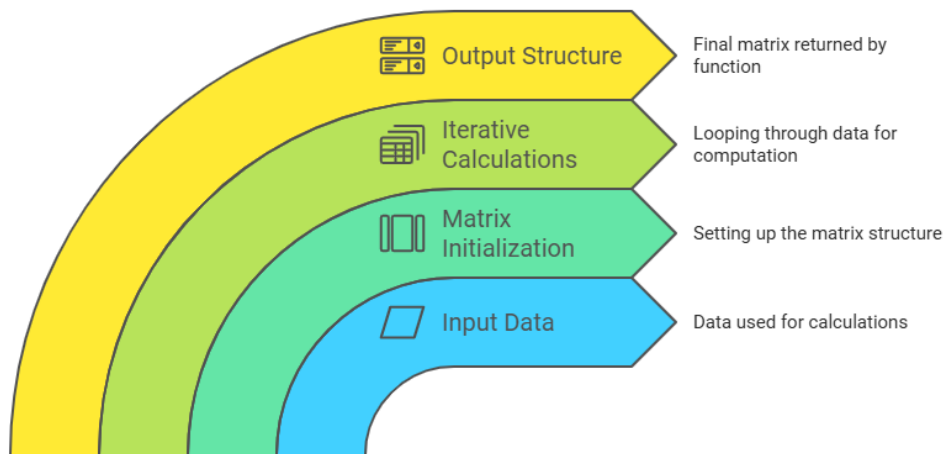 Output Structure
Final matrix returned by
function
Iterative
Calculations
Looping through data for
computation
Matrix
Initialization
Setting up the matrix structure
Input Data
Data used for calculations